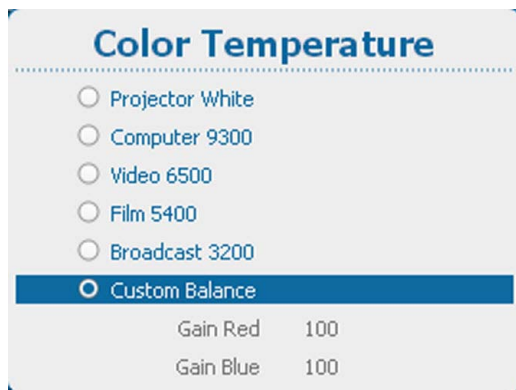 Color Temperature
Projector White
Computer 9300
Video 6500
Film 5400
Broadcast 3200
Custom Balance
Gain Red 100
Gain Blue 100